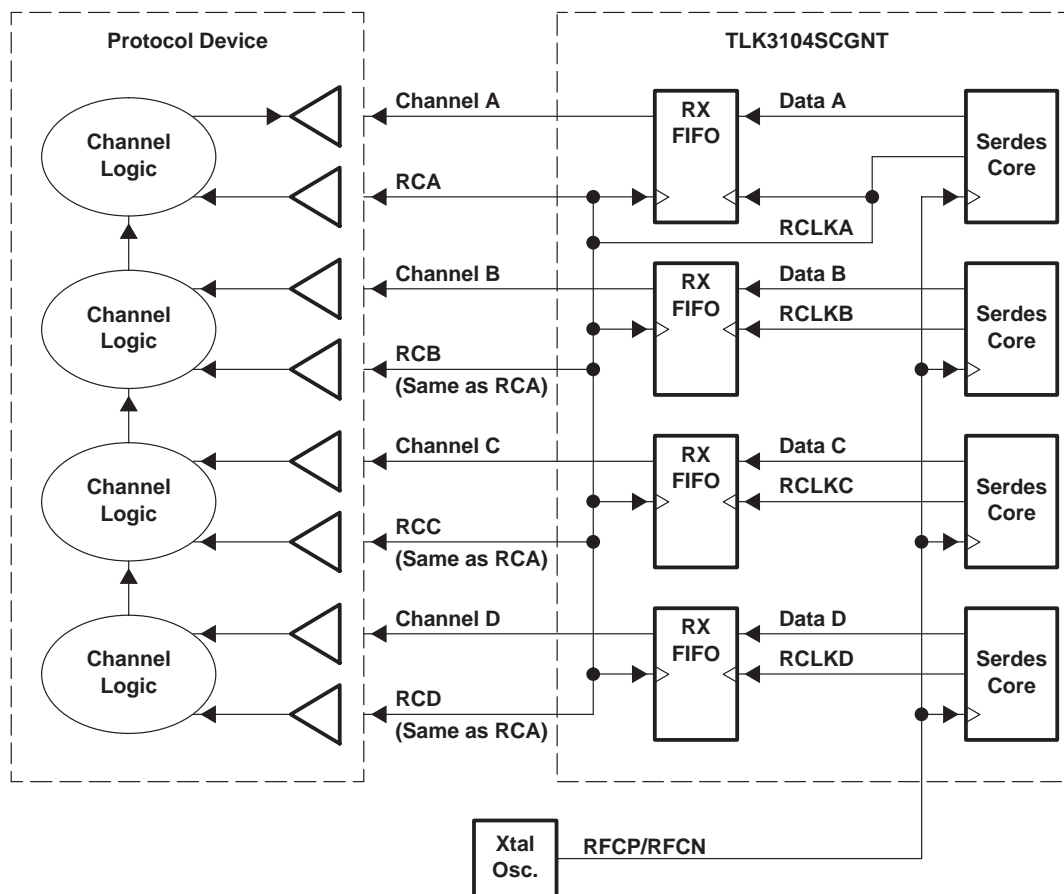 Protocol Device
TLK3104SCGNT
Channel
Logic
Channel A
RX
FIFO
Data A
Serdes
Core
RCA
RCLKA
Channel
Logic
Channel B
RX
FIFO
Data B
RCLKB
Serdes
Core
RCB
(Same as RCA)
Channel
Logic
Channel C
RX
FIFO
Data C
RCLKC
Serdes
Core
RCC
(Same as RCA)
Channel
Logic
Channel D
RX
FIFO
Data D
RCLKD
Serdes
Core
RCD
(Same as RCA)
Xtal
Osc.
RFCP/RFCN